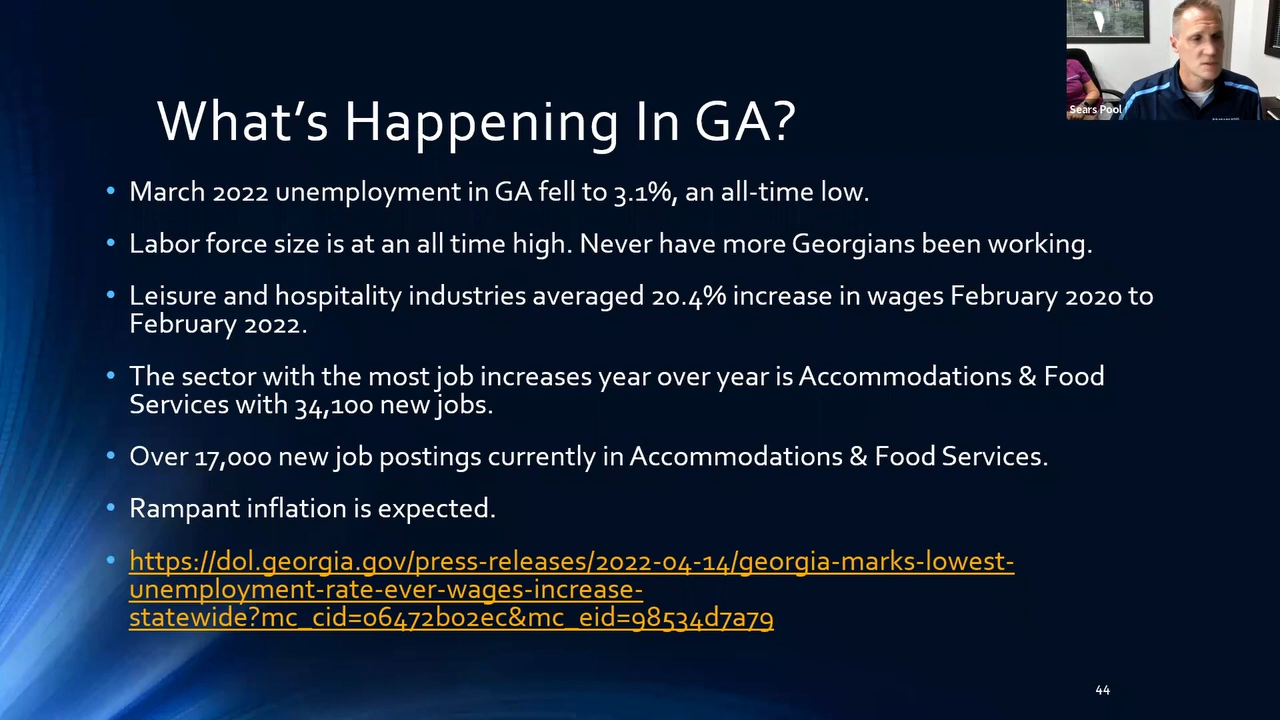 Sears Pool
What's Happening In GA?
• March 2022 unemployment in GA fell to 3.1%, an all-time low.
• Labor force size is at an all time high. Never have more Georgians been working.
• Leisure and hospitality industries averaged 20.4% increase in wages February 2020 to
February 2022.
• The sector with the most job increases year over year is Accommodations & Food
Services with 34,100 new jobs.
• Over 17,000 new job postings currently in Accommodations & Food Services.
• Rampant inflation is expected.
• https://dol.georgia.gov/press-releases/2022-04-14/georgia-marks-lowest-
unemployment-rate-ever-wages-increase-
statewide?mc_cid=06472b02ec&mc_eid=98534d7a79
44